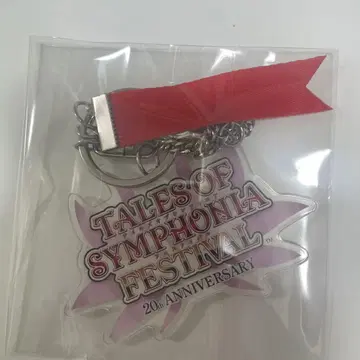 TALES OF
SYMPHONIA
FESTIVAL
20th ANNIVERSARY